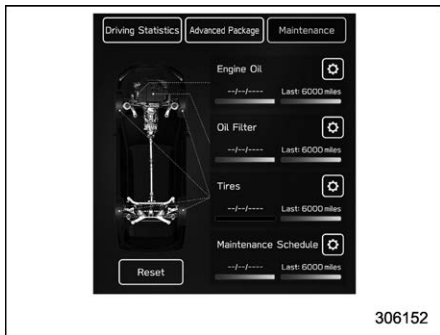 Driving Statistics Advanced Package Maintenance
Engine Oil
--/--/---- Last: 6000 miles
Oil Filter
--/--/---- Last: 6000 miles
Tires
--/--/---- Last: 6000 miles
Maintenance Schedule
--/--/---- Last: 6000 miles
Reset
306152